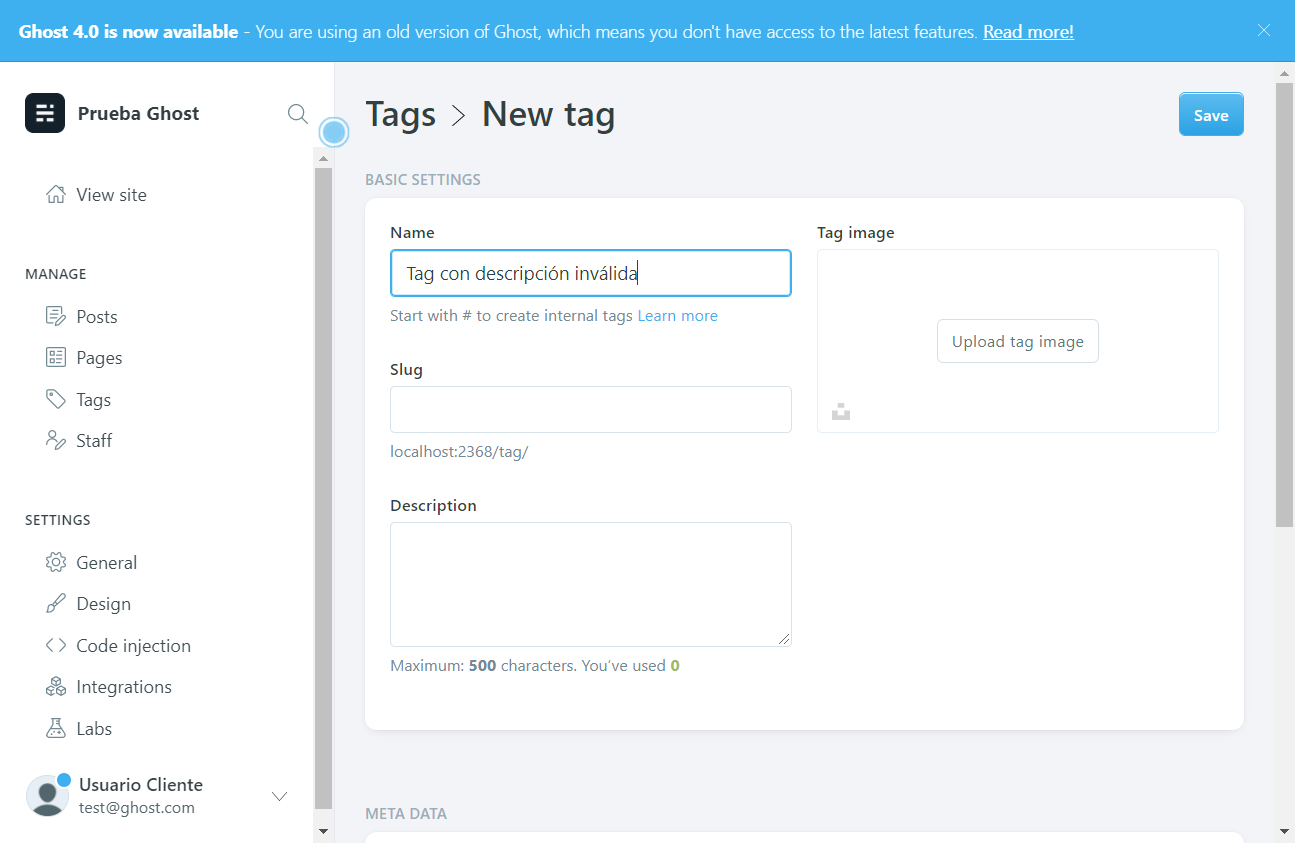 Ghost 4.0 is now available - You are using an old version of Ghost, which means you don't have access to the latest features. Read more!
Prueba Ghost
View site
MANAGE
Posts
Pages
Tags
Staff
SETTINGS
General
Design
Code injection
Integrations
Labs
Usuario Cliente
test@ghost.com
Tags > New tag
Save
BASIC SETTINGS
Name
Tag con descripción inválida
Start with # to create internal tags Learn more
Slug
localhost:2368/tag/
Description
Maximum: 500 characters. You’ve used 0
Tag image
Upload tag image
META DATA